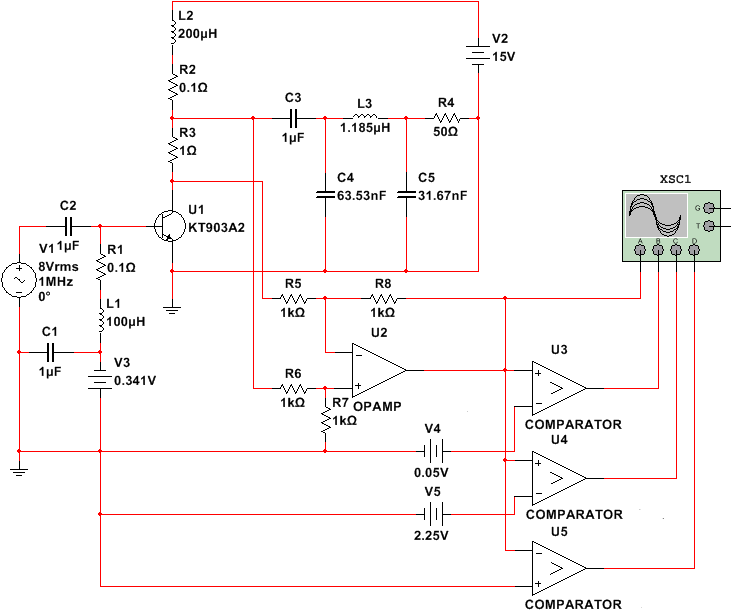 L2
200µH
V2
15V
R2
0.1Ω
C3
1µF
L3
1.185µH
R4
50Ω
R3
1Ω
XSC1
G
T
A B C D
C4
63.53nF
C5
31.67nF
C2
1µF
U1
KT903A2
V1
8Vrms
1MHz
0°
R1
0.1Ω
L1
100µH
R5
1kΩ
R8
1kΩ
C1
1µF
U2
OPAMP
V3
0.341V
U3
COMPARATOR
R6
1kΩ
R7
1kΩ
V4
0.05V
U4
COMPARATOR
V5
2.25V
U5
COMPARATOR